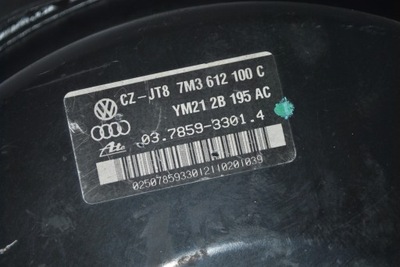 CZ-JT8 7M3 612 100 C
YM21 2B 195 AC
03.7859-3301.4
0250785933012110201039